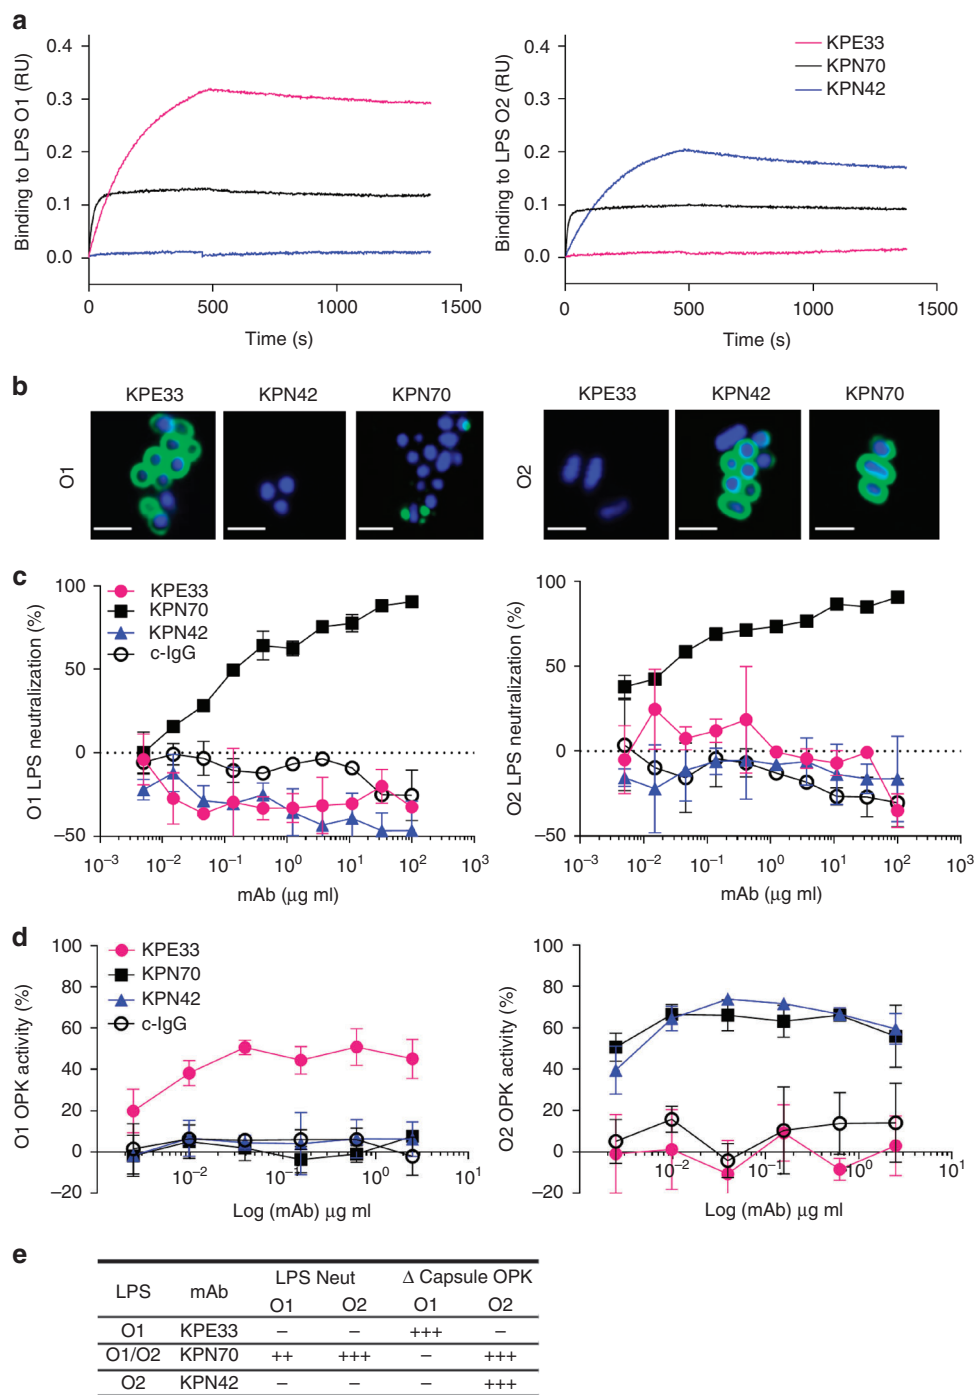 a
Binding to LPS O1 (RU)
0.4
0.3
0.2
0.1
0.0
0 500 1000 1500
Time (s)
Binding to LPS O2 (RU)
0.4
0.3
0.2
0.1
0.0
0 500 1000 1500
Time (s)
KPE33
KPN70
KPN42
b
KPE33 KPN42 KPN70
O1
KPE33 KPN42 KPN70
O2
c
O1 LPS neutralization (%)
100
50
0
−50
KPE33
KPN70
KPN42
c-IgG
10⁻³ 10⁻² 10⁻¹ 10⁰ 10¹ 10² 10³
mAb (μg ml)
O2 LPS neutralization (%)
100
50
0
−50
10⁻³ 10⁻² 10⁻¹ 10⁰ 10¹ 10² 10³
mAb (μg ml)
d
O1 OPK activity (%)
100
80
60
40
20
0
−20
KPE33
KPN70
KPN42
c-IgG
10⁻² 10⁻¹ 10⁰ 10¹
Log (mAb) μg ml
O2 OPK activity (%)
100
80
60
40
20
0
−20
10⁻² 10⁻¹ 10⁰ 10¹
Log (mAb) μg ml
e
LPS mAb LPS Neut Δ Capsule OPK
O1 O2 O1 O2
O1 KPE33 − − +++ −
O1/O2 KPN70 ++ +++ − +++
O2 KPN42 − − − +++